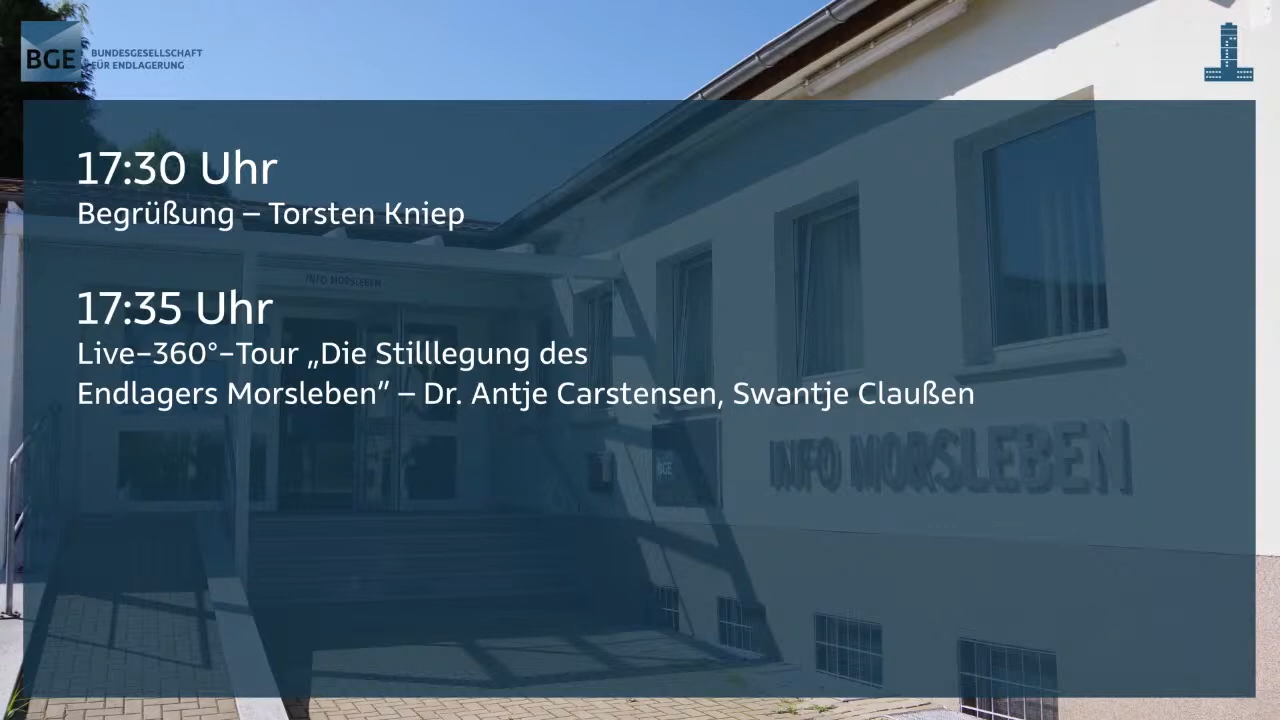 BGE
BUNDESGESELLSCHAFT
FÜR ENDLAGERUNG
17:30 Uhr
Begrüßung – Torsten Kniep
17:35 Uhr
Live-360°-Tour „Die Stilllegung des
Endlagers Morsleben” – Dr. Antje Carstensen, Swantje Claußen
INFO MORSLEBEN
BGE
INFO MORSLEBEN